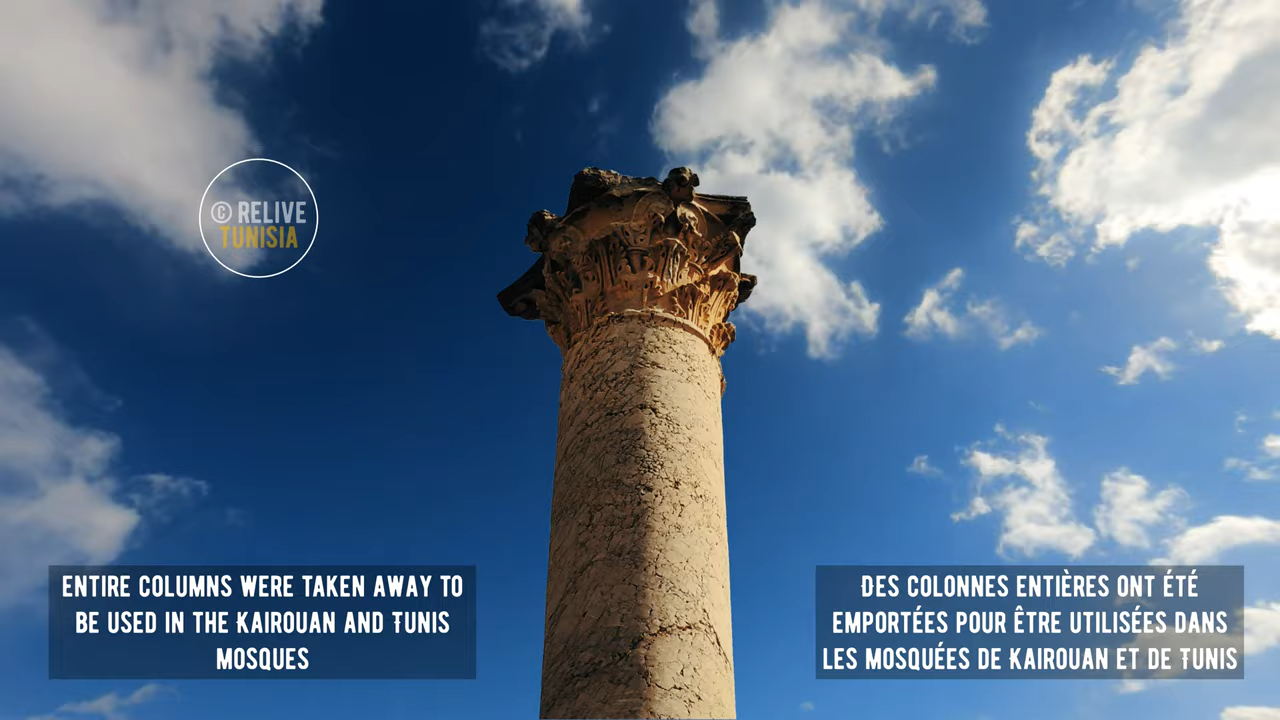 © RELIVE
TUNISIA
ENTIRE COLUMNS WERE TAKEN AWAY TO
BE USED IN THE KAIROUAN AND TUNIS
MOSQUES
DES COLONNES ENTIÈRES ONT ÉTÉ
EMPORTÉES POUR ÊTRE UTILISÉES DANS
LES MOSQUÉES DE KAIROUAN ET DE TUNIS